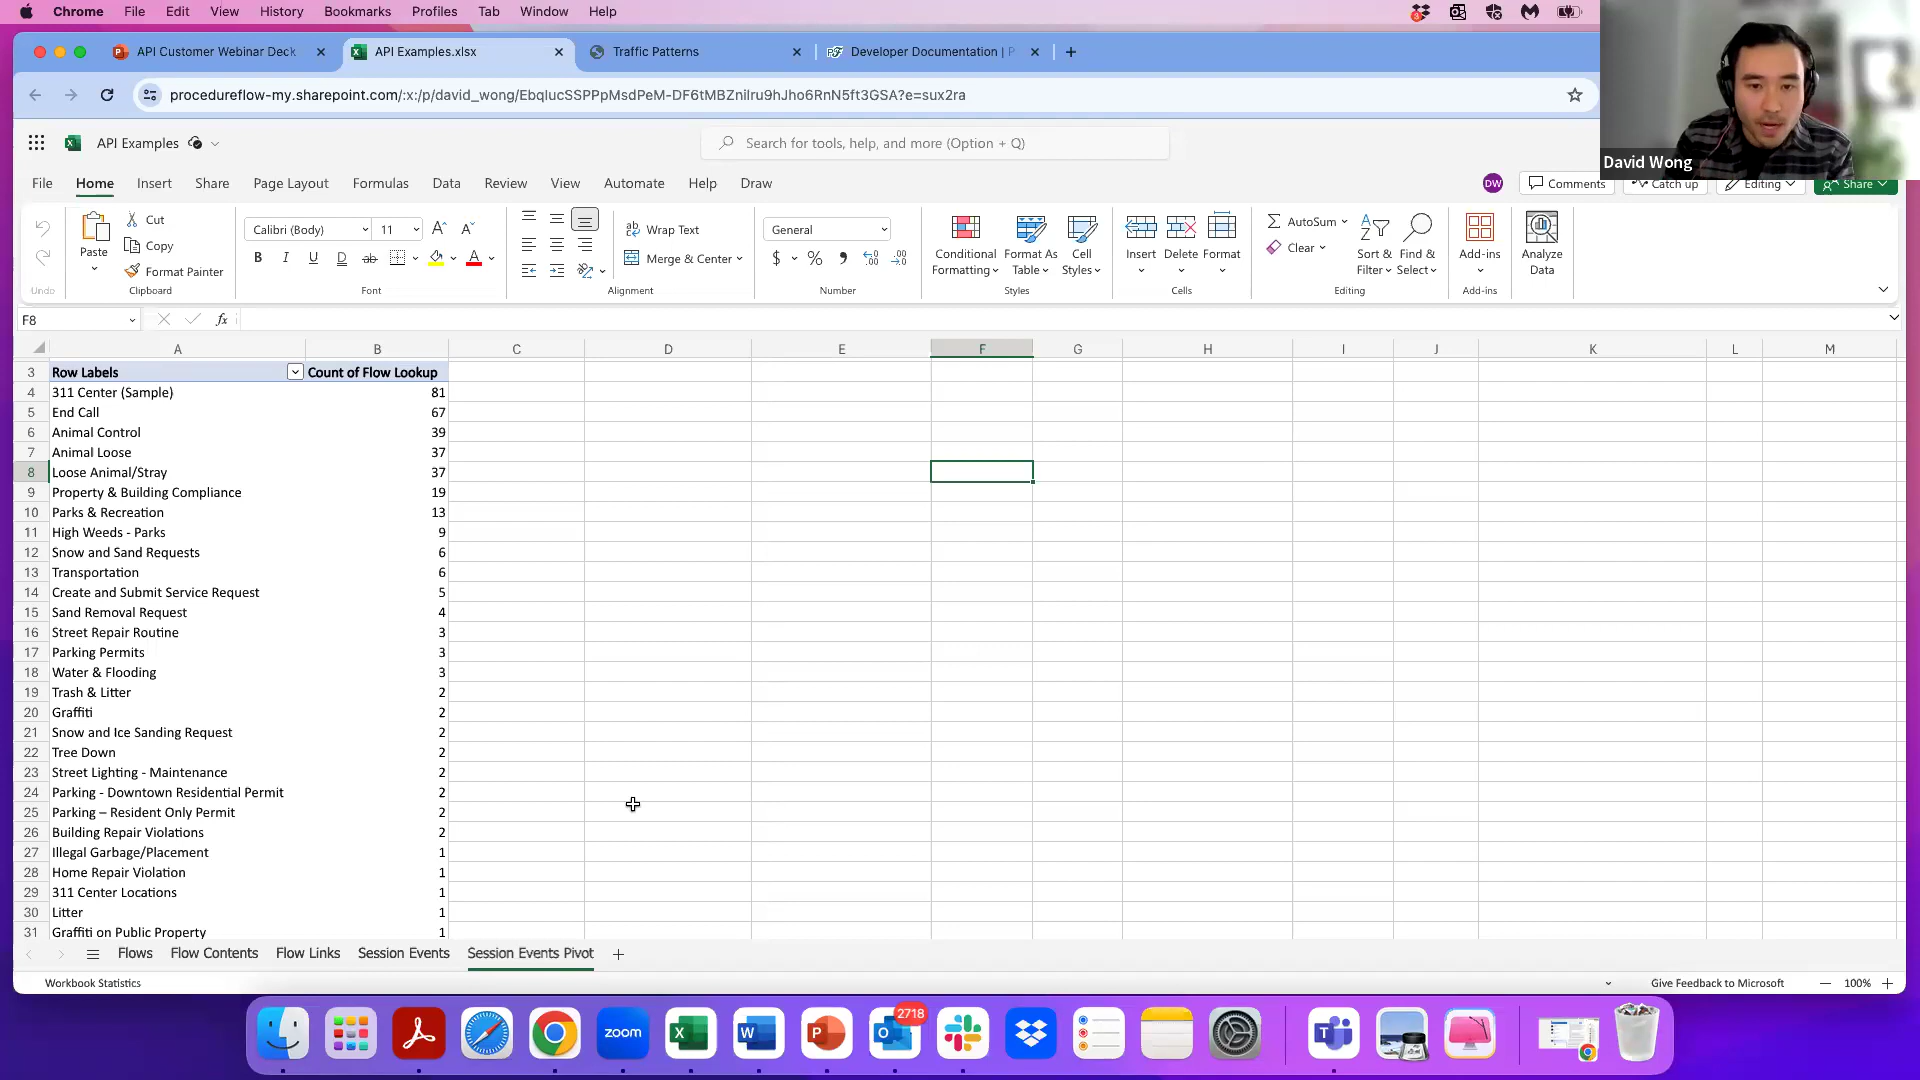 Chrome File Edit View History Bookmarks Profiles Tab Window Help
API Customer Webinar Deck API Examples.xlsx Traffic Patterns Developer Documentation | P
procedureflow-my.sharepoint.com/:x:/p/david_wong/EbqlucSSPPpMsdPeM-DF6tMBZnilru9hJho6RnN5ft3GSA?e=sux2ra
API Examples Search for tools, help, and more (Option + Q)
David Wong
File Home Insert Share Page Layout Formulas Data Review View Automate Help Draw DW Comments Catch up Editing Share
Cut
Calibri (Body) 11 Wrap Text General AutoSum
Copy
Paste Conditional Formatting Format As Table Cell Styles Insert Delete Format Clear Sort & Filter Find & Select Add-ins Analyze Data
Format Painter B I U D ab A Merge & Center $ %
Undo Clipboard Font Alignment Number Styles Cells Editing Add-ins
F8 fx
A B C D E F G H I J K L M
3 Row Labels Count of Flow Lookup
4 311 Center (Sample) 81
5 End Call 67
6 Animal Control 39
7 Animal Loose 37
8 Loose Animal/Stray 37
9 Property & Building Compliance 19
10 Parks & Recreation 13
11 High Weeds - Parks 9
12 Snow and Sand Requests 6
13 Transportation 6
14 Create and Submit Service Request 5
15 Sand Removal Request 4
16 Street Repair Routine 3
17 Parking Permits 3
18 Water & Flooding 3
19 Trash & Litter 2
20 Graffiti 2
21 Snow and Ice Sanding Request 2
22 Tree Down 2
23 Street Lighting - Maintenance 2
24 Parking - Downtown Residential Permit 2
25 Parking – Resident Only Permit 2
26 Building Repair Violations 2
27 Illegal Garbage/Placement 1
28 Home Repair Violation 1
29 311 Center Locations 1
30 Litter 1
31 Graffiti on Public Property 1
Flows Flow Contents Flow Links Session Events Session Events Pivot
Workbook Statistics Give Feedback to Microsoft 100%
2718
zoom